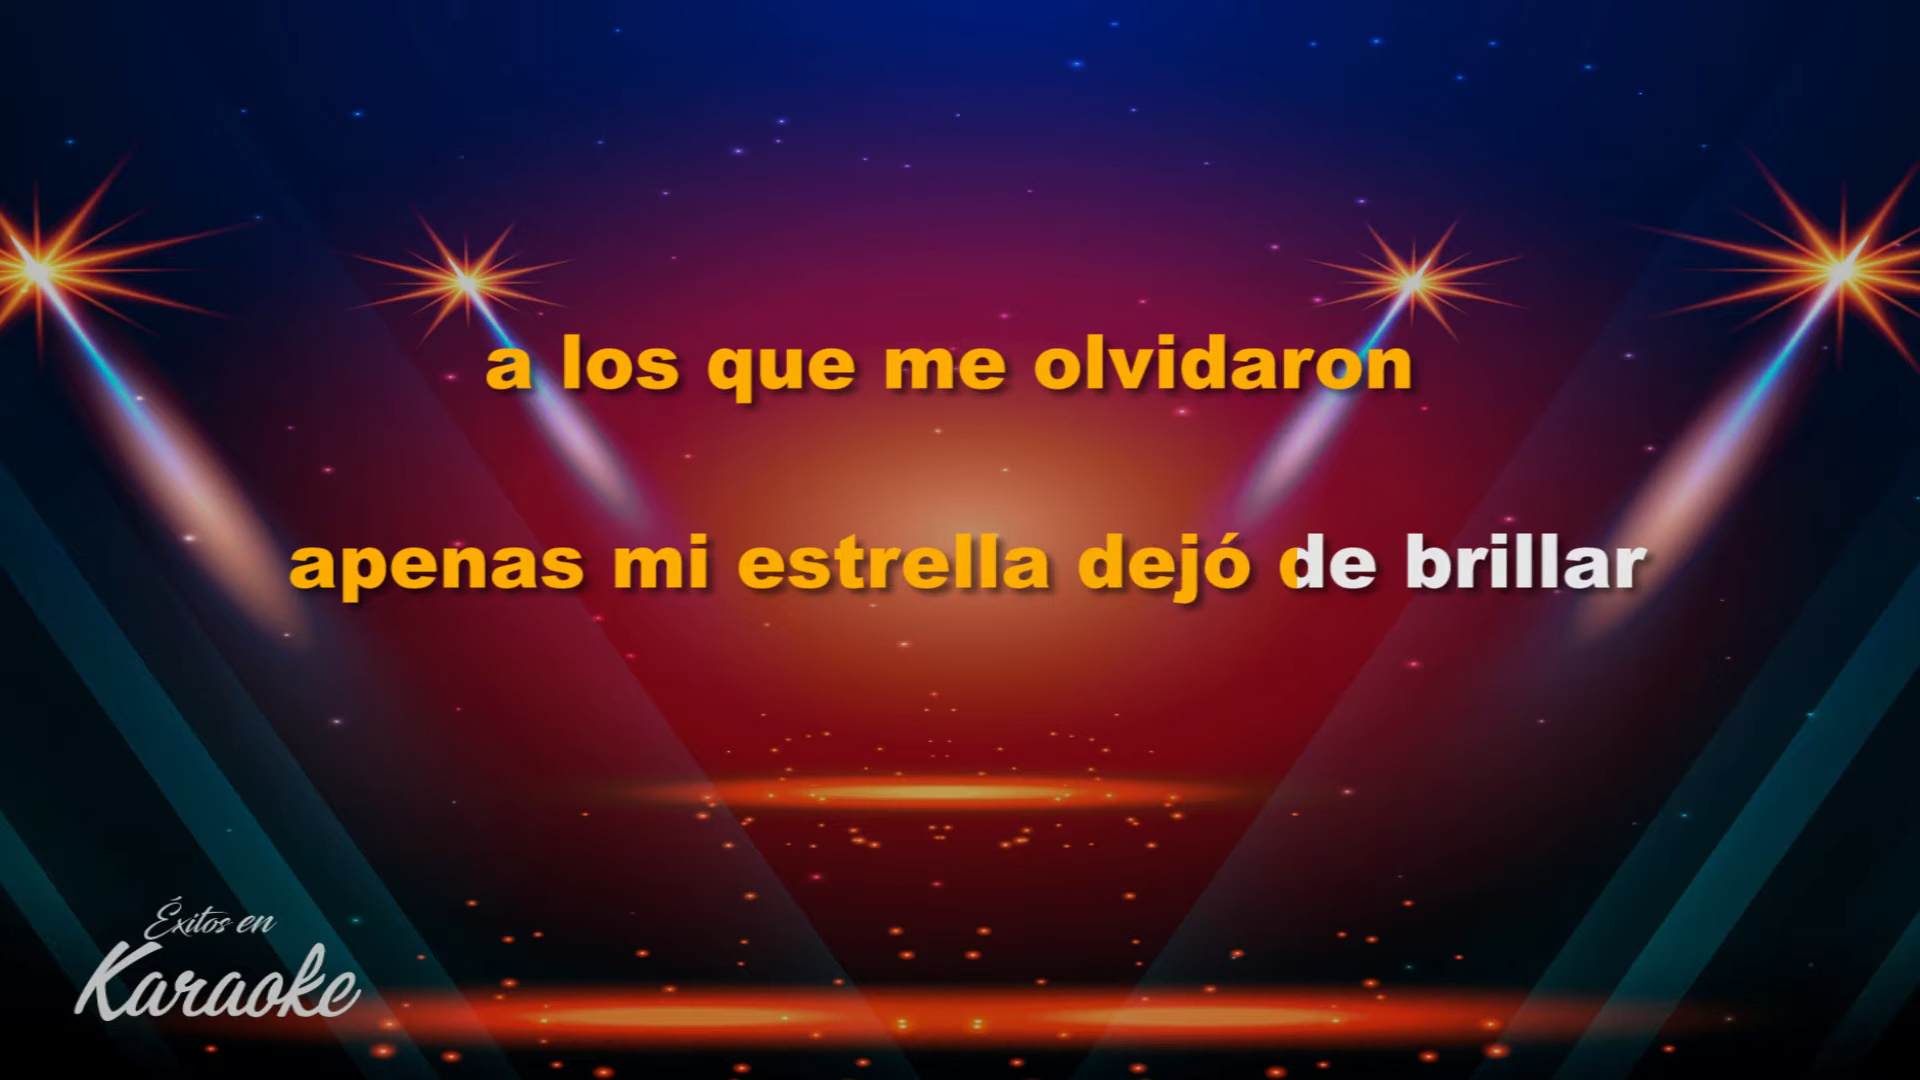 a los que me olvidaron
apenas mi estrella dejó de brillar
Éxitos en
Karaoke